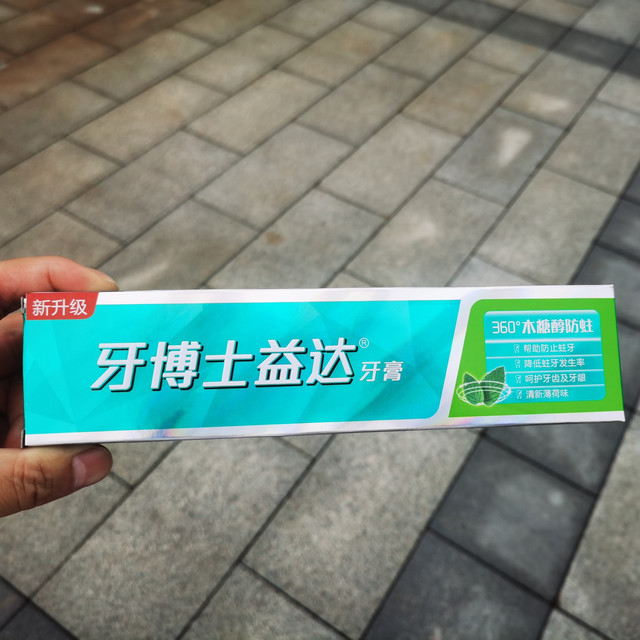 新升级
牙博士益达®牙膏
360°木糖醇防蛀
☑ 帮助防止蛀牙
☑ 降低蛀牙发生率
☑ 呵护牙齿及牙龈
☑ 清新薄荷味